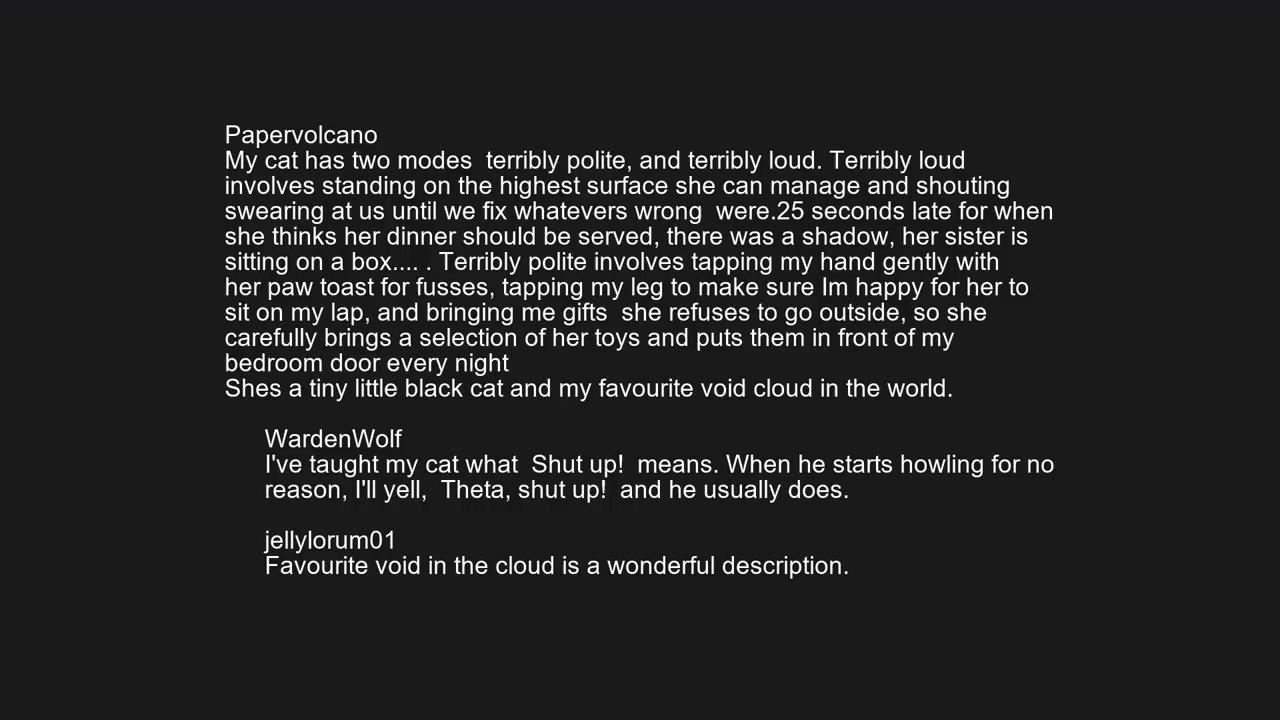 Papervolcano
My cat has two modes  terribly polite, and terribly loud. Terribly loud
involves standing on the highest surface she can manage and shouting
swearing at us until we fix whatevers wrong  were.25 seconds late for when
she thinks her dinner should be served, there was a shadow, her sister is
sitting on a box.... . Terribly polite involves tapping my hand gently with
her paw toast for fusses, tapping my leg to make sure Im happy for her to
sit on my lap, and bringing me gifts  she refuses to go outside, so she
carefully brings a selection of her toys and puts them in front of my
bedroom door every night
Shes a tiny little black cat and my favourite void cloud in the world.
WardenWolf
I've taught my cat what  Shut up!  means. When he starts howling for no
reason, I'll yell,  Theta, shut up!  and he usually does.
jellylorum01
Favourite void in the cloud is a wonderful description.